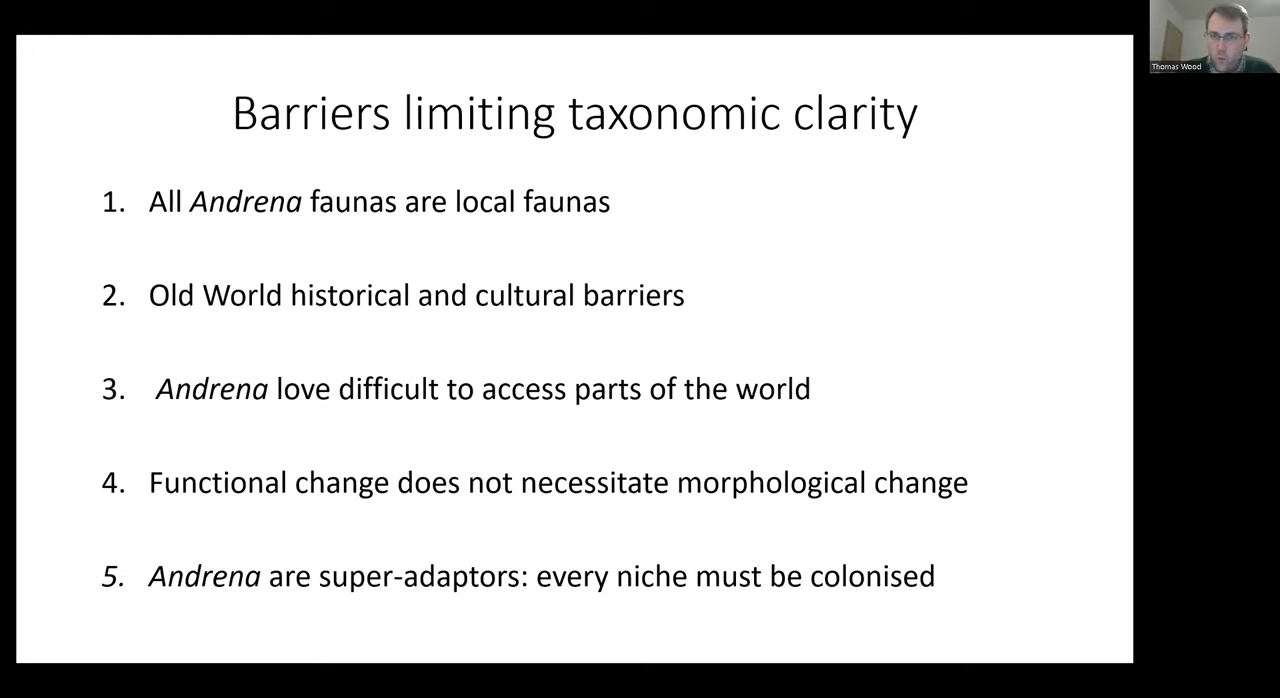 Barriers limiting taxonomic clarity
1. All Andrena faunas are local faunas
2. Old World historical and cultural barriers
3. Andrena love difficult to access parts of the world
4. Functional change does not necessitate morphological change
5. Andrena are super-adaptors: every niche must be colonised
Thomas Wood